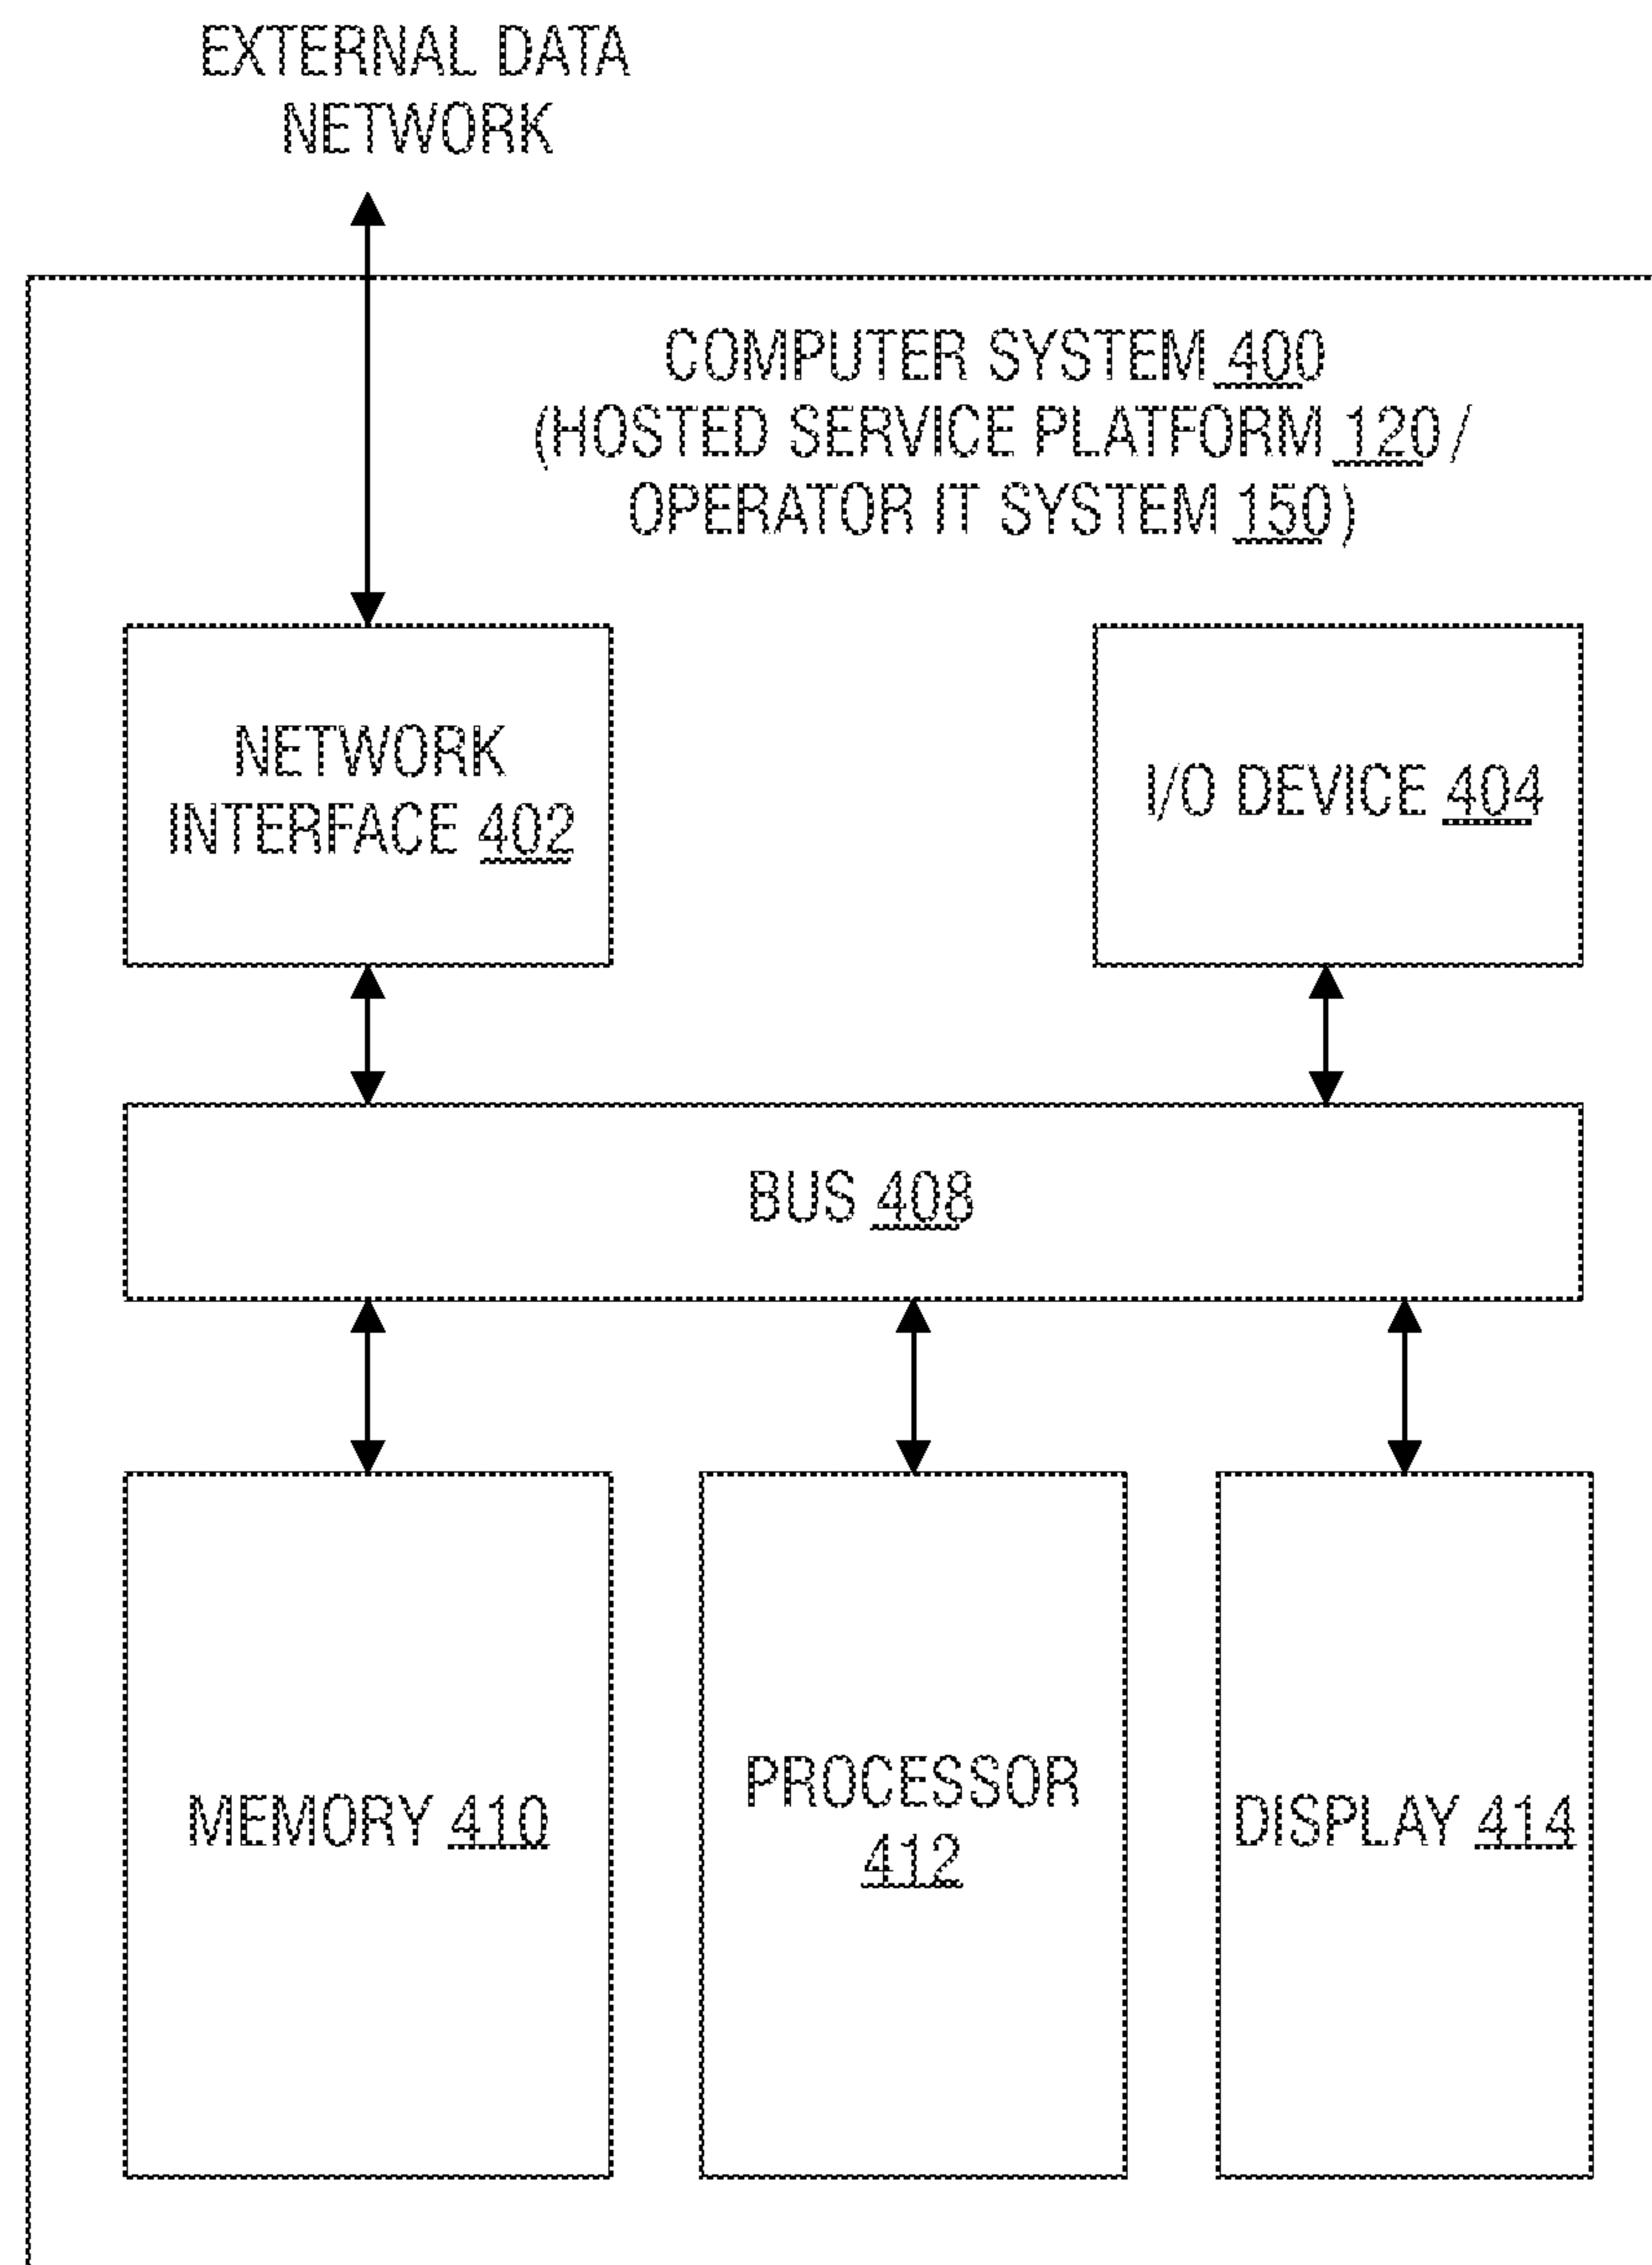 EXTERNAL DATA
NETWORK
COMPUTER SYSTEM 400
(HOSTED SERVICE PLATFORM 120/
OPERATOR IT SYSTEM 150)
NETWORK
INTERFACE 402
I/O DEVICE 404
BUS 408
MEMORY 410
PROCESSOR
412
DISPLAY 414